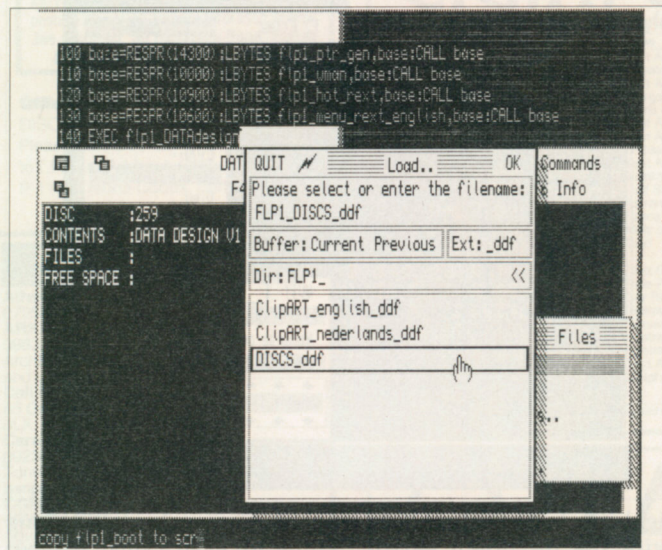 100 base=RESPR(14300):LBYTES flp1_ptr_gen,base:CALL base
110 base=RESPR(10000):LBYTES flp1_wman,base:CALL base
120 base=RESPR(10900):LBYTES flp1_hot_rext,base:CALL base
130 base=RESPR(10600):LBYTES flp1_menu_rext_english,base:CALL base
140 EXEC flp1_DATAdesign
DAT
F4
Commands
Info
DISC :259
CONTENTS :DATA DESIGN V1
FILES :
FREE SPACE :
QUIT Load.. OK
Please select or enter the filename:
FLP1_DISCS_ddf
Buffer: Current Previous Ext: _ddf
Dir: FLP1_ <<
ClipART_english_ddf
ClipART_nederlands_ddf
DISCS_ddf
Files
copy flp1_boot to scr